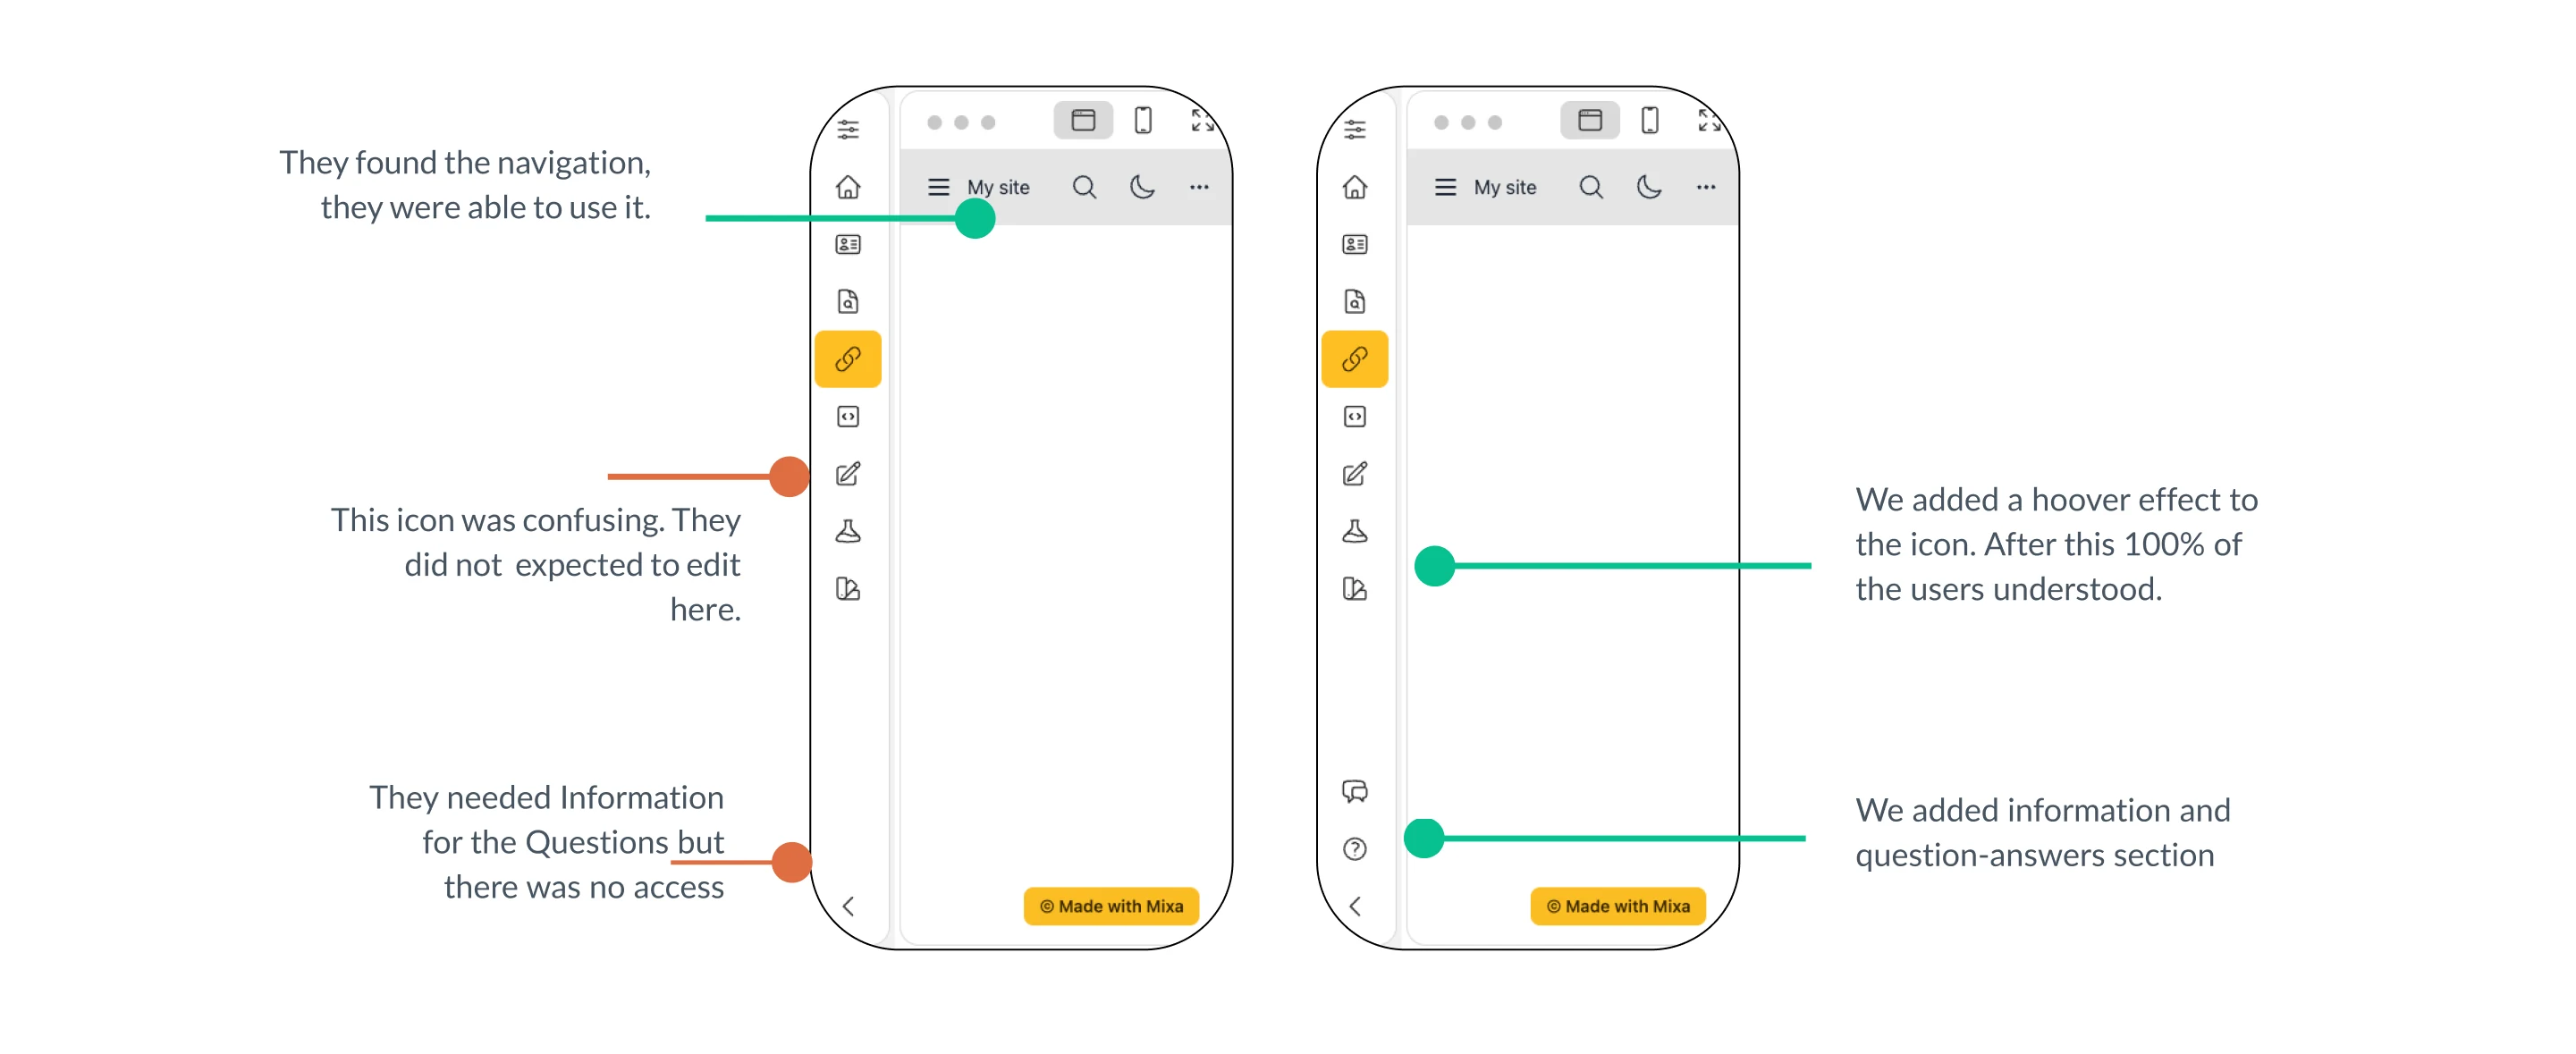 They found the navigation,
they were able to use it.
This icon was confusing. They
did not  expected to edit
here.
They needed Information
for the Questions but
there was no access
My site
© Made with Mixa
My site
© Made with Mixa
We added a hoover effect to
the icon. After this 100% of
the users understood.
We added information and
question-answers section